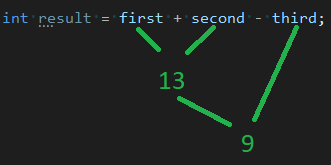 int result = first + second - third;
13
9